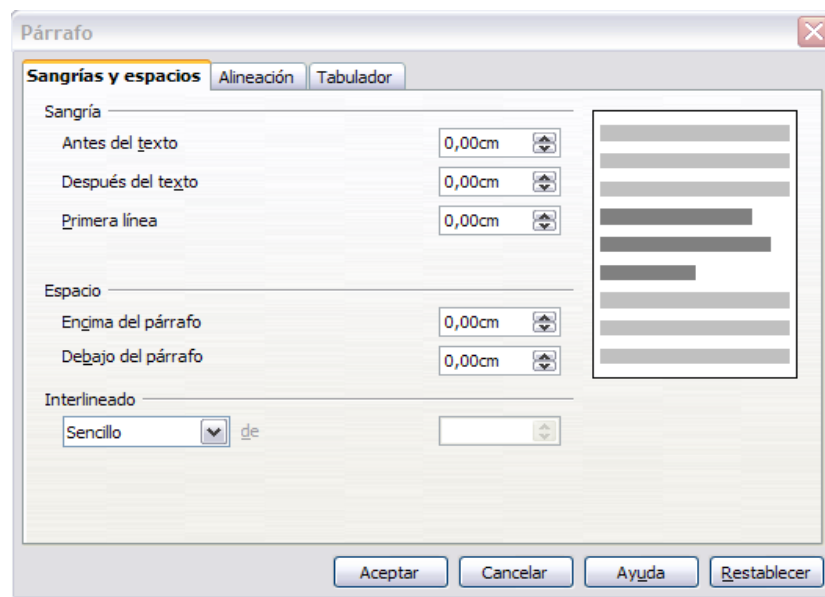 Párrafo
Sangrías y espacios Alineación Tabulador
Sangría
Antes del texto 0,00cm
Después del texto 0,00cm
Primera línea 0,00cm
Espacio
Encima del párrafo 0,00cm
Debajo del párrafo 0,00cm
Interlineado
Sencillo de
Aceptar Cancelar Ayuda Restablecer